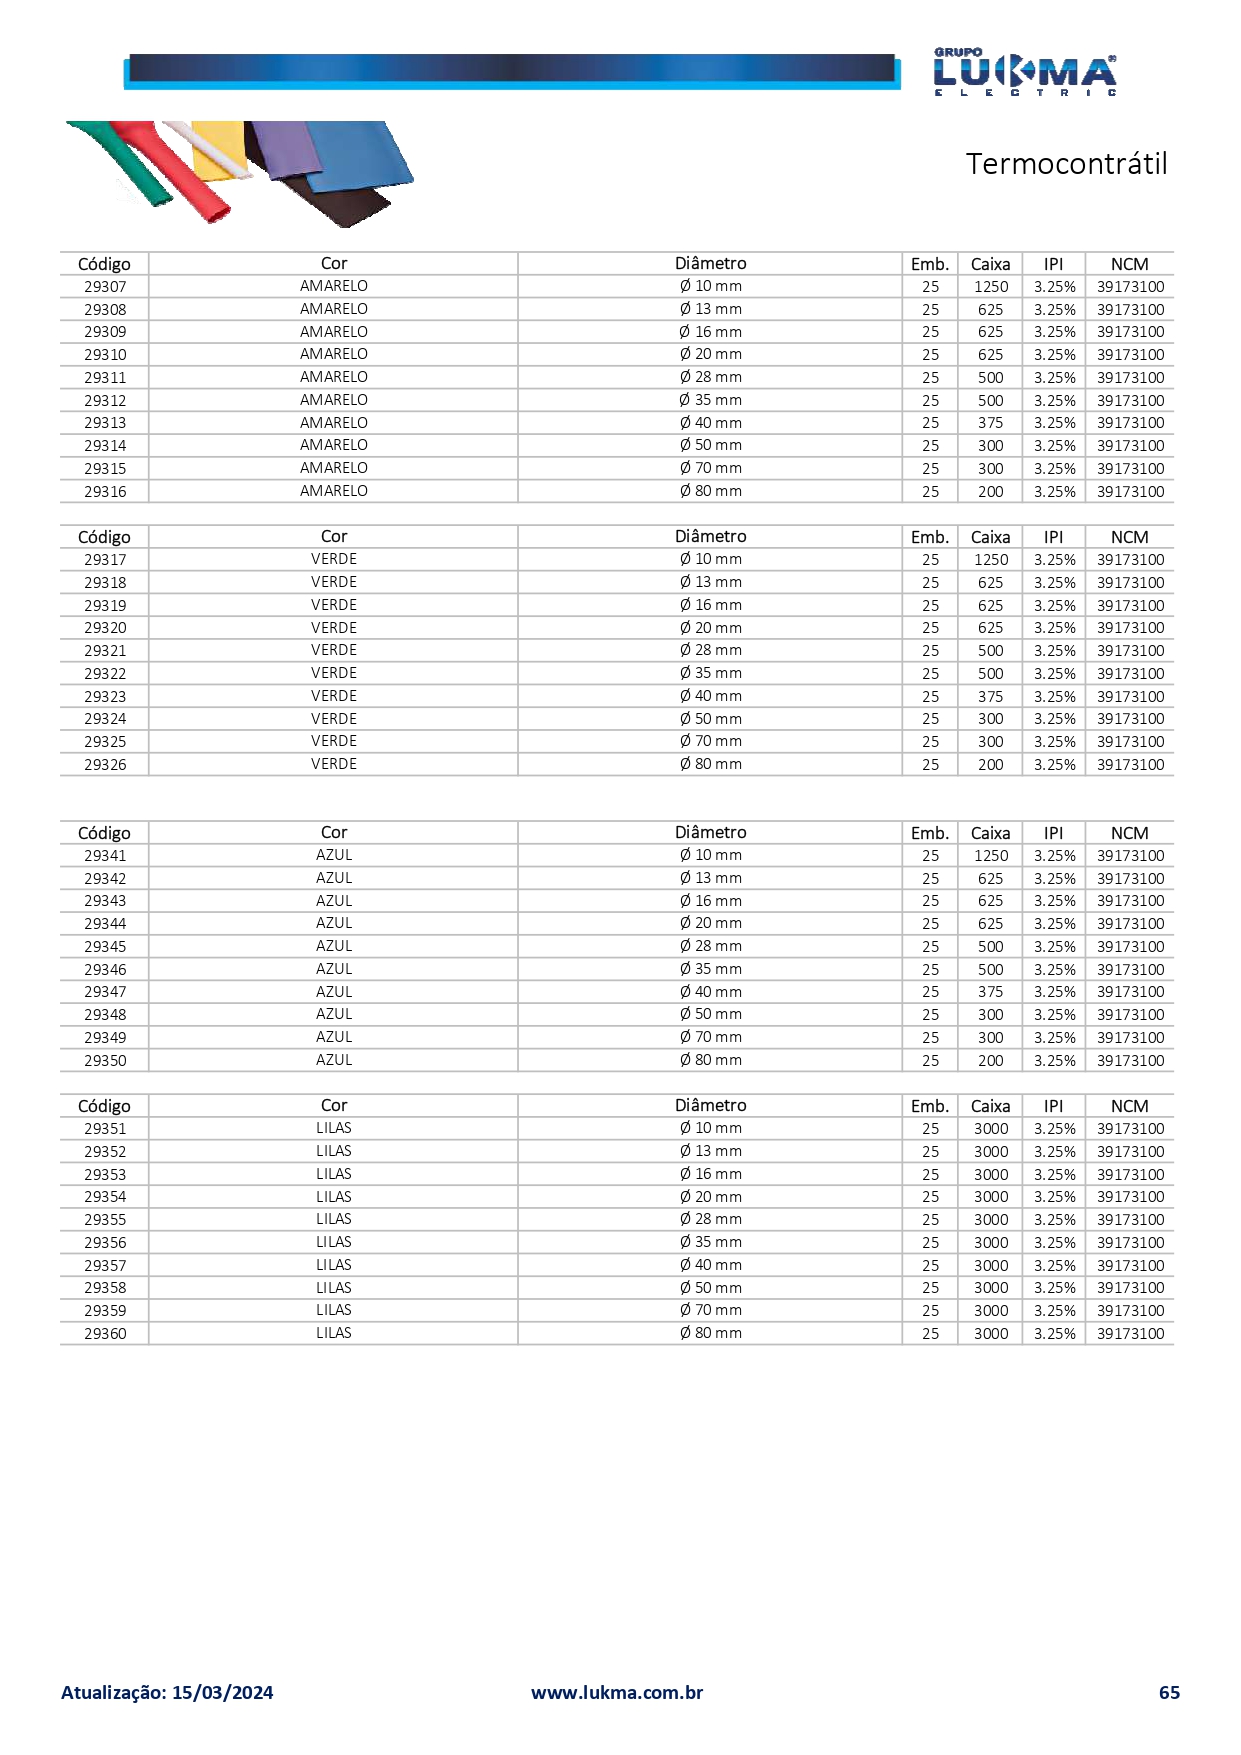 GRUPO
LUKMA®
ELECTRIC
Termocontrátil
Código Cor Diâmetro Emb. Caixa IPI NCM
29307 AMARELO Ø 10 mm 25 1250 3.25% 39173100
29308 AMARELO Ø 13 mm 25 625 3.25% 39173100
29309 AMARELO Ø 16 mm 25 625 3.25% 39173100
29310 AMARELO Ø 20 mm 25 625 3.25% 39173100
29311 AMARELO Ø 28 mm 25 500 3.25% 39173100
29312 AMARELO Ø 35 mm 25 500 3.25% 39173100
29313 AMARELO Ø 40 mm 25 375 3.25% 39173100
29314 AMARELO Ø 50 mm 25 300 3.25% 39173100
29315 AMARELO Ø 70 mm 25 300 3.25% 39173100
29316 AMARELO Ø 80 mm 25 200 3.25% 39173100
Código Cor Diâmetro Emb. Caixa IPI NCM
29317 VERDE Ø 10 mm 25 1250 3.25% 39173100
29318 VERDE Ø 13 mm 25 625 3.25% 39173100
29319 VERDE Ø 16 mm 25 625 3.25% 39173100
29320 VERDE Ø 20 mm 25 625 3.25% 39173100
29321 VERDE Ø 28 mm 25 500 3.25% 39173100
29322 VERDE Ø 35 mm 25 500 3.25% 39173100
29323 VERDE Ø 40 mm 25 375 3.25% 39173100
29324 VERDE Ø 50 mm 25 300 3.25% 39173100
29325 VERDE Ø 70 mm 25 300 3.25% 39173100
29326 VERDE Ø 80 mm 25 200 3.25% 39173100
Código Cor Diâmetro Emb. Caixa IPI NCM
29341 AZUL Ø 10 mm 25 1250 3.25% 39173100
29342 AZUL Ø 13 mm 25 625 3.25% 39173100
29343 AZUL Ø 16 mm 25 625 3.25% 39173100
29344 AZUL Ø 20 mm 25 625 3.25% 39173100
29345 AZUL Ø 28 mm 25 500 3.25% 39173100
29346 AZUL Ø 35 mm 25 500 3.25% 39173100
29347 AZUL Ø 40 mm 25 375 3.25% 39173100
29348 AZUL Ø 50 mm 25 300 3.25% 39173100
29349 AZUL Ø 70 mm 25 300 3.25% 39173100
29350 AZUL Ø 80 mm 25 200 3.25% 39173100
Código Cor Diâmetro Emb. Caixa IPI NCM
29351 LILAS Ø 10 mm 25 3000 3.25% 39173100
29352 LILAS Ø 13 mm 25 3000 3.25% 39173100
29353 LILAS Ø 16 mm 25 3000 3.25% 39173100
29354 LILAS Ø 20 mm 25 3000 3.25% 39173100
29355 LILAS Ø 28 mm 25 3000 3.25% 39173100
29356 LILAS Ø 35 mm 25 3000 3.25% 39173100
29357 LILAS Ø 40 mm 25 3000 3.25% 39173100
29358 LILAS Ø 50 mm 25 3000 3.25% 39173100
29359 LILAS Ø 70 mm 25 3000 3.25% 39173100
29360 LILAS Ø 80 mm 25 3000 3.25% 39173100
Atualização: 15/03/2024 www.lukma.com.br 65